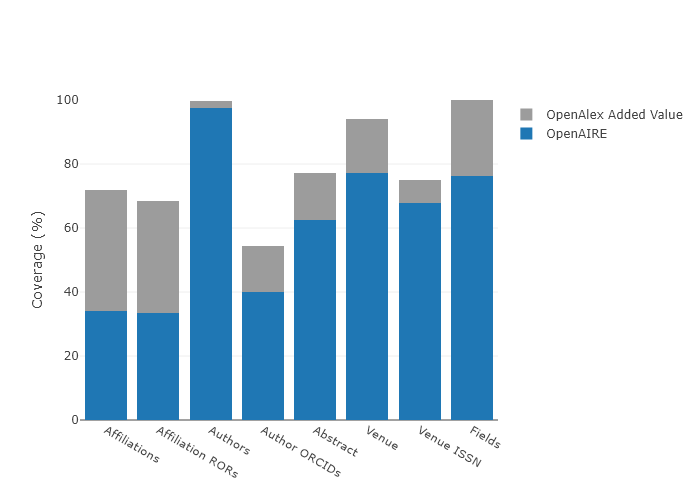 100
80
60
40
20
0
Coverage (%)
Affiliations
Affiliation RORs
Authors
Author ORCIDs
Abstract
Venue
Venue ISSN
Fields
OpenAlex Added Value
OpenAIRE